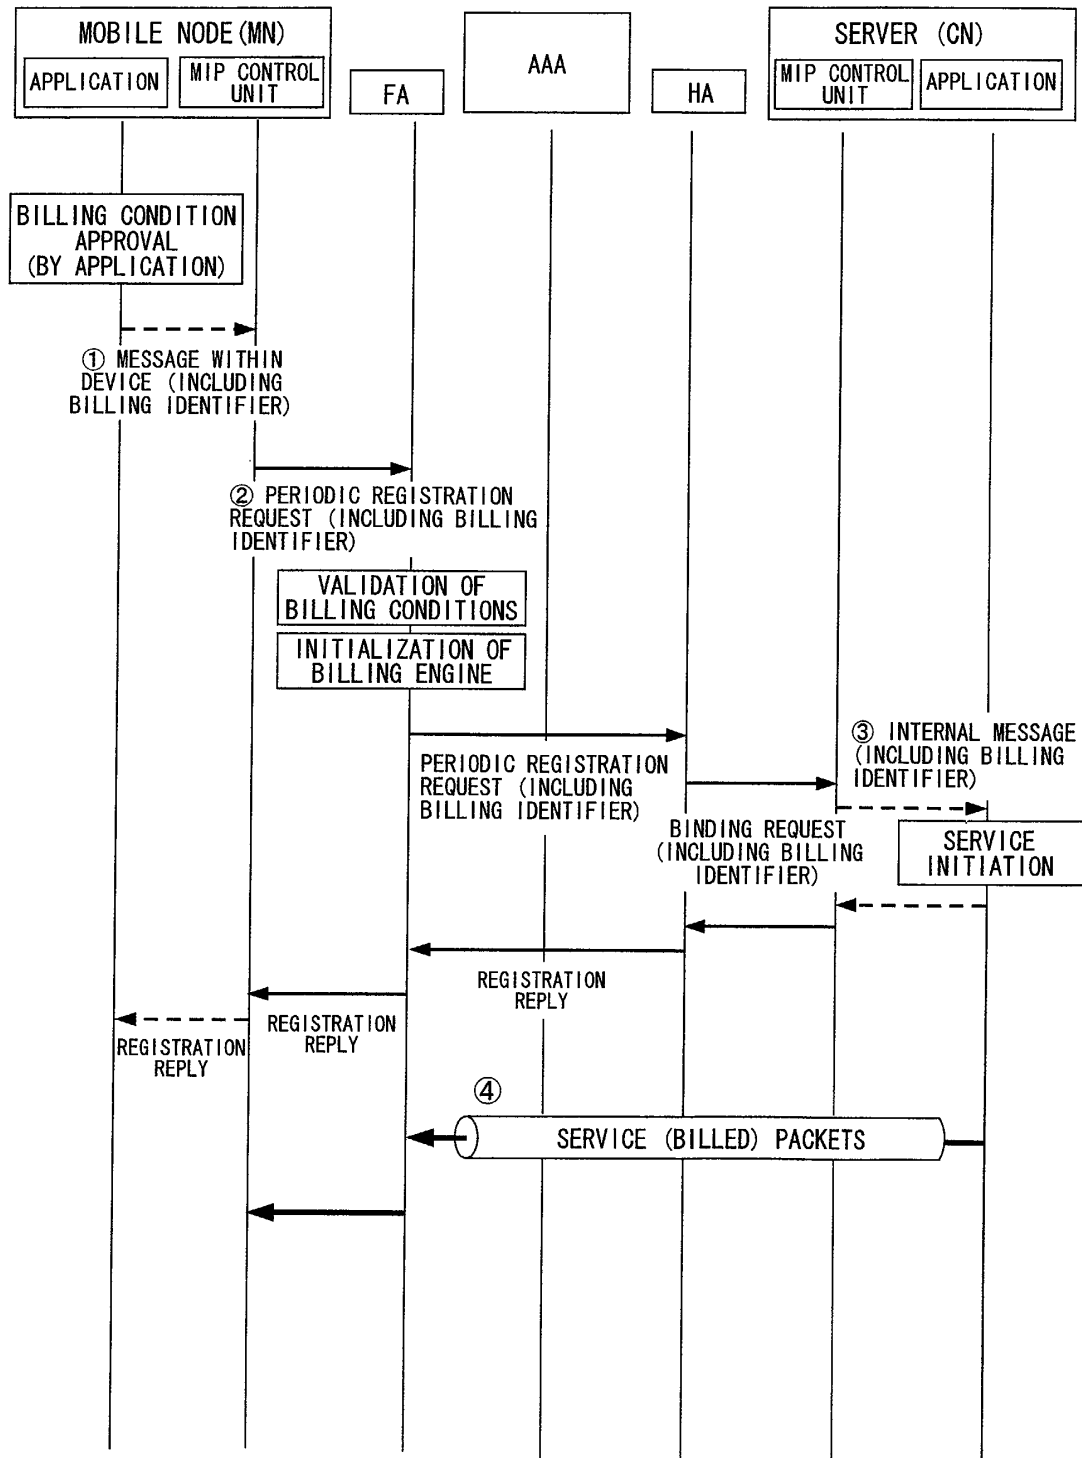 MOBILE NODE(MN)
APPLICATION
MIP CONTROL
UNIT
FA
AAA
HA
SERVER (CN)
MIP CONTROL
UNIT
APPLICATION
BILLING CONDITION
APPROVAL
(BY APPLICATION)
① MESSAGE WITHIN
DEVICE (INCLUDING
BILLING IDENTIFIER)
② PERIODIC REGISTRATION
REQUEST (INCLUDING BILLING
IDENTIFIER)
VALIDATION OF
BILLING CONDITIONS
INITIALIZATION OF
BILLING ENGINE
PERIODIC REGISTRATION
REQUEST (INCLUDING
BILLING IDENTIFIER)
③ INTERNAL MESSAGE
(INCLUDING BILLING
IDENTIFIER)
BINDING REQUEST
(INCLUDING BILLING
IDENTIFIER)
SERVICE
INITIATION
REGISTRATION
REPLY
REGISTRATION
REPLY
REGISTRATION
REPLY
④
SERVICE (BILLED) PACKETS